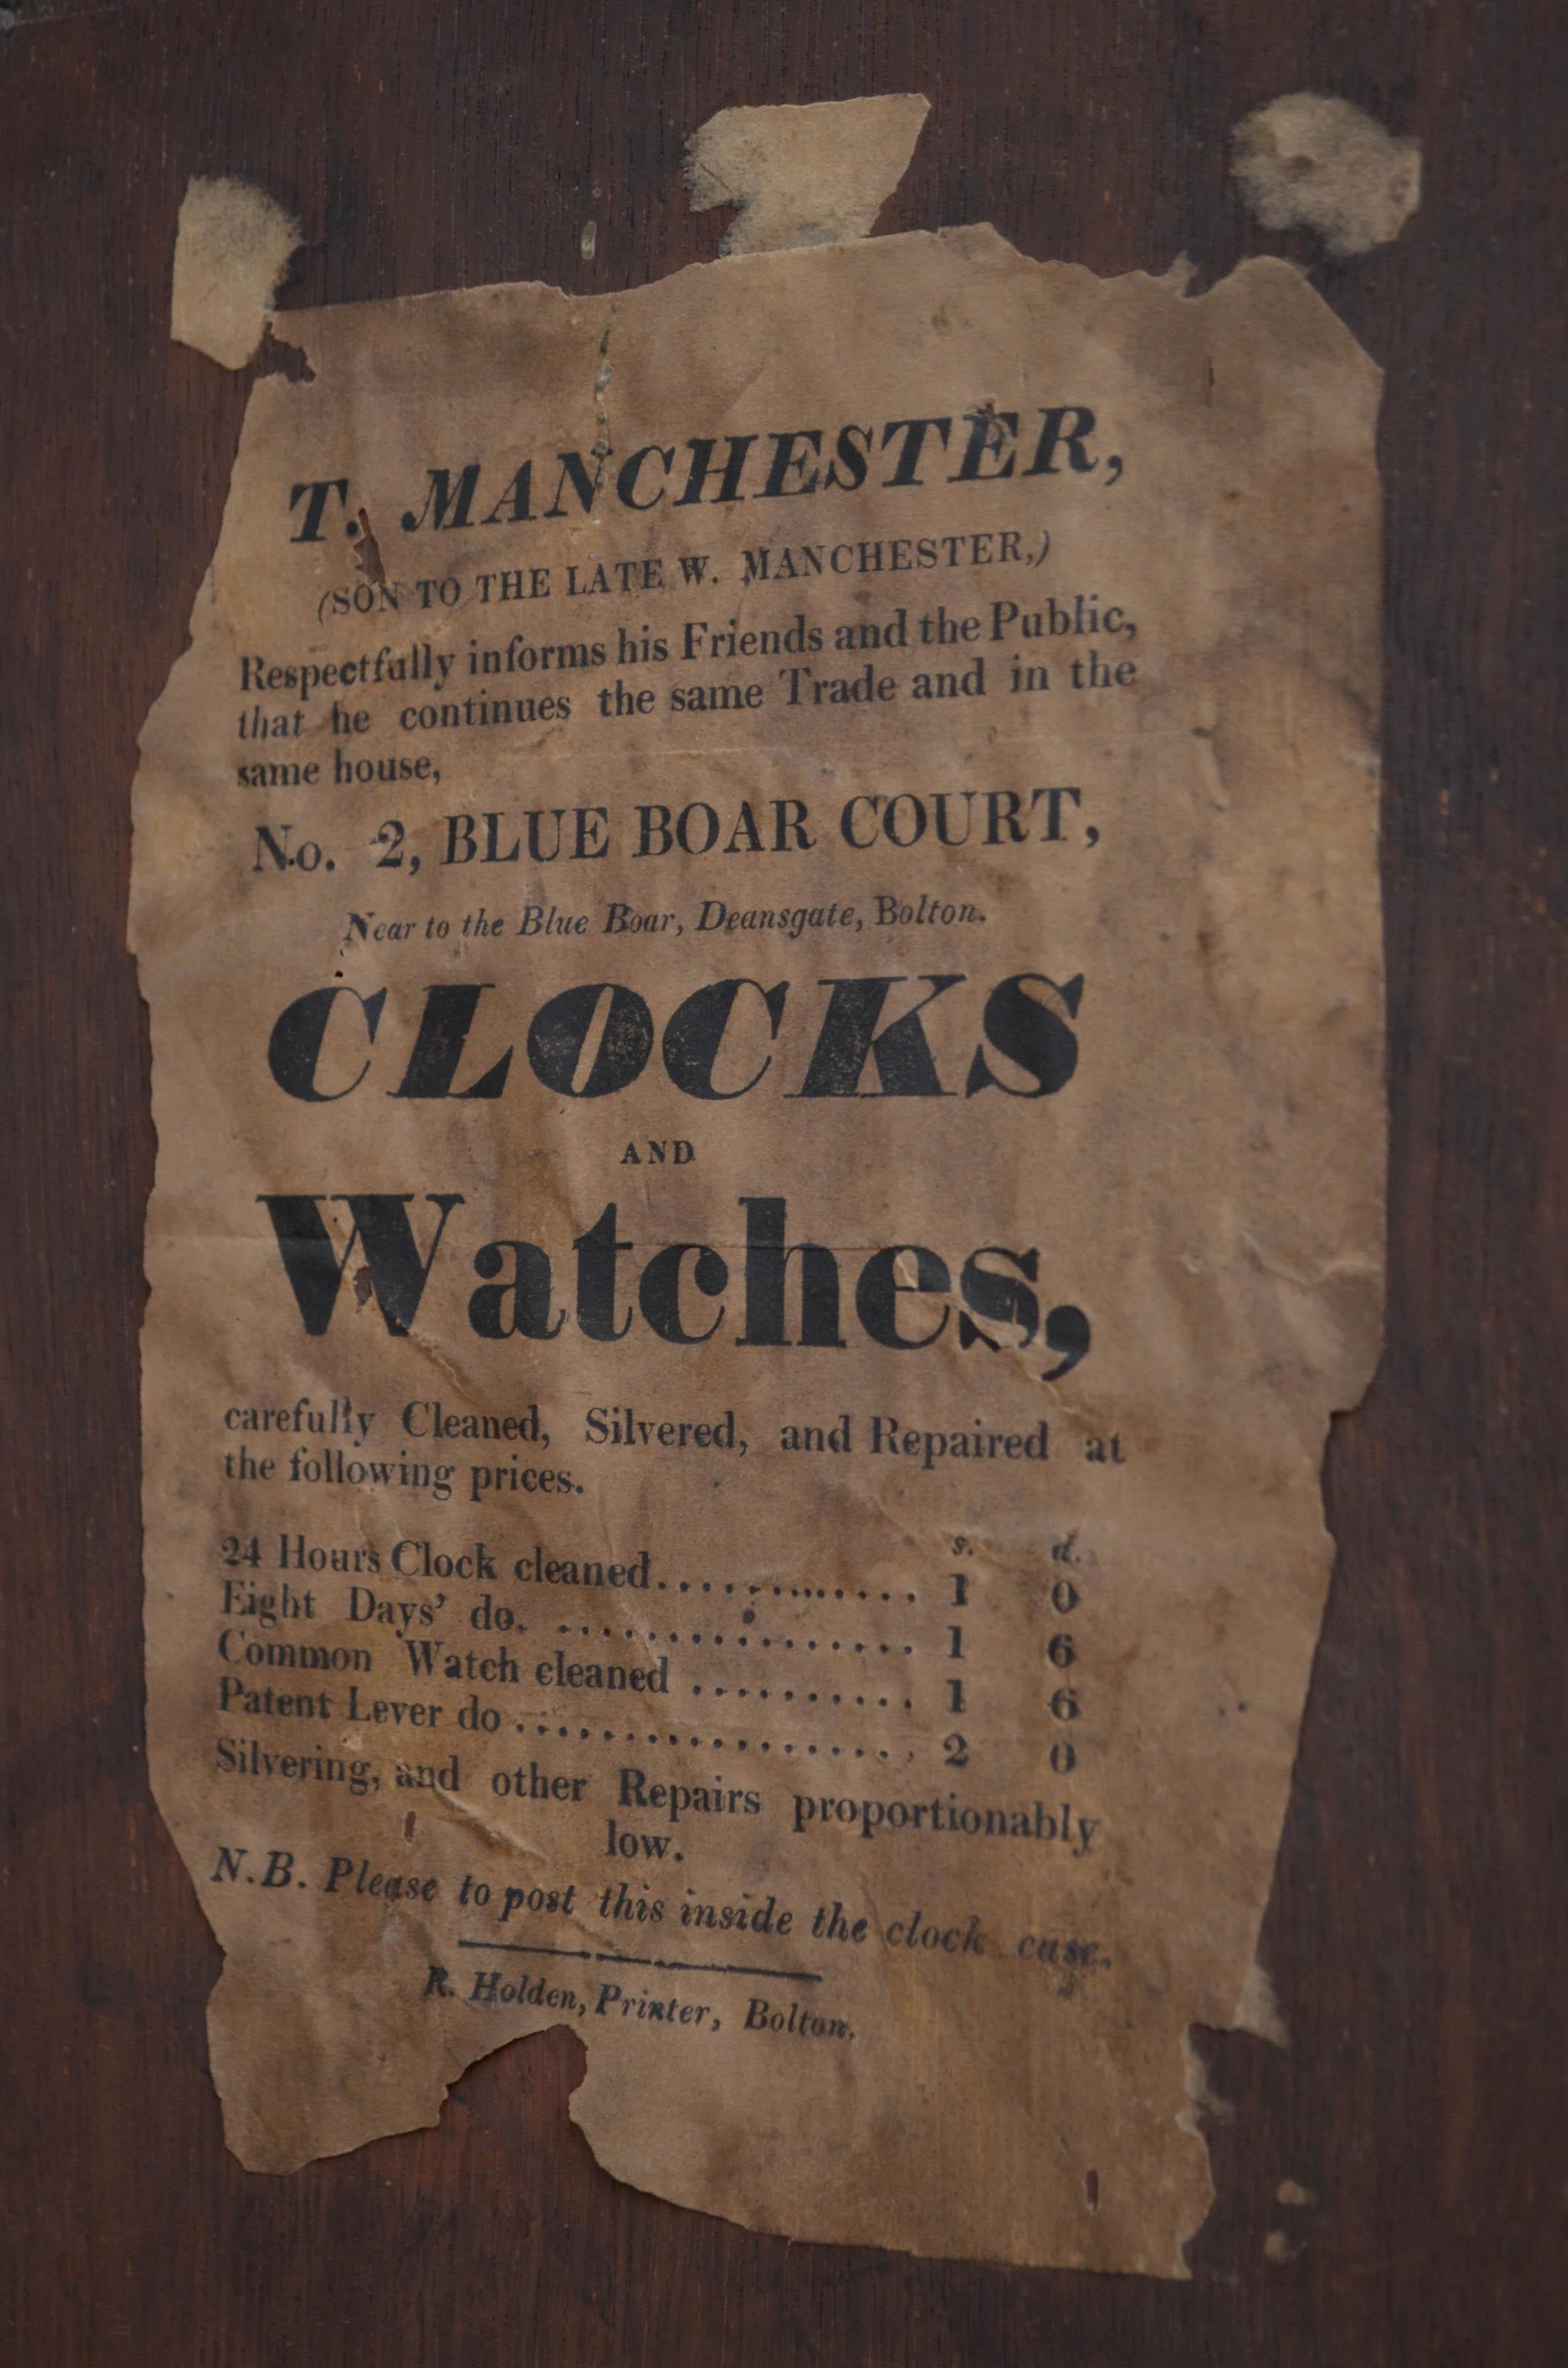 T. MANCHESTER,
(SON TO THE LATE W. MANCHESTER,)
Respectfully informs his Friends and the Public,
that he continues the same Trade and in the
same house,
No. 2, BLUE BOAR COURT,
Near to the Blue Boar, Deansgate, Bolton.
CLOCKS
AND
Watches,
carefully Cleaned, Silvered, and Repaired at
the following prices.
s. d.
24 Hours Clock cleaned.............. 1 0
Eight Days' do. ................. 1 6
Common Watch cleaned ........... 1 6
Patent Lever do................... 2 0
Silvering, and other Repairs proportionably
low.
N.B. Please to post this inside the clock case.
R. Holden, Printer, Bolton.